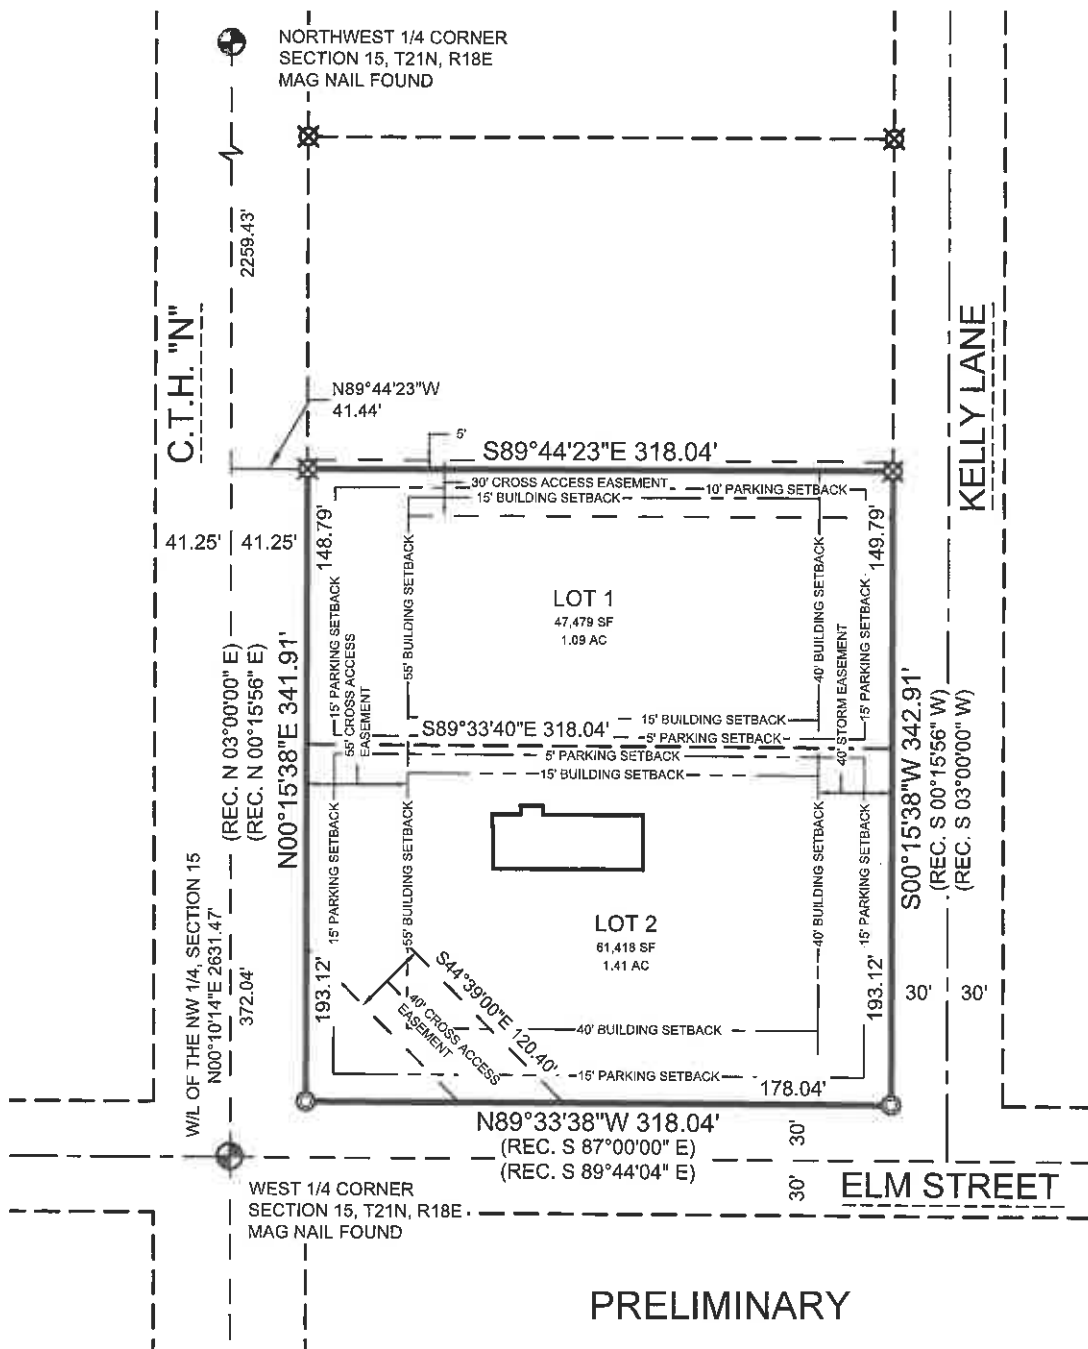 NORTHWEST 1/4 CORNER
SECTION 15, T21N, R18E
MAG NAIL FOUND
2259.43'
C.T.H. "N"
KELLY LANE
N89°44'23"W
41.44'
5'
S89°44'23"E 318.04'
30' CROSS ACCESS EASEMENT
15' BUILDING SETBACK
10' PARKING SETBACK
41.25'
41.25'
148.79'
149.79'
15' PARKING SETBACK
55' CROSS ACCESS
EASEMENT
55' BUILDING SETBACK
LOT 1
47,479 SF
1.09 AC
40' BUILDING SETBACK
40' STORM EASEMENT
15' PARKING SETBACK
(REC. N 03°00'00" E)
(REC. N 00°15'56" E)
N00°15'38"E 341.91'
S00°15'38"W 342.91'
(REC. S 00°15'56" W)
(REC. S 03°00'00" W)
15' BUILDING SETBACK
S89°33'40"E 318.04'
5' PARKING SETBACK
5' PARKING SETBACK
15' BUILDING SETBACK
15' PARKING SETBACK
55' BUILDING SETBACK
40' BUILDING SETBACK
15' PARKING SETBACK
LOT 2
61,418 SF
1.41 AC
W/L OF THE NW 1/4, SECTION 15
N00°10'14"E 2631.47'
372.04'
193.12'
193.12'
30'
30'
S44°39'00"E 120.40'
40' CROSS ACCESS
EASEMENT
40' BUILDING SETBACK
15' PARKING SETBACK
178.04'
N89°33'38"W 318.04'
(REC. S 87°00'00" E)
(REC. S 89°44'04" E)
30'
30'
ELM STREET
WEST 1/4 CORNER
SECTION 15, T21N, R18E
MAG NAIL FOUND
PRELIMINARY